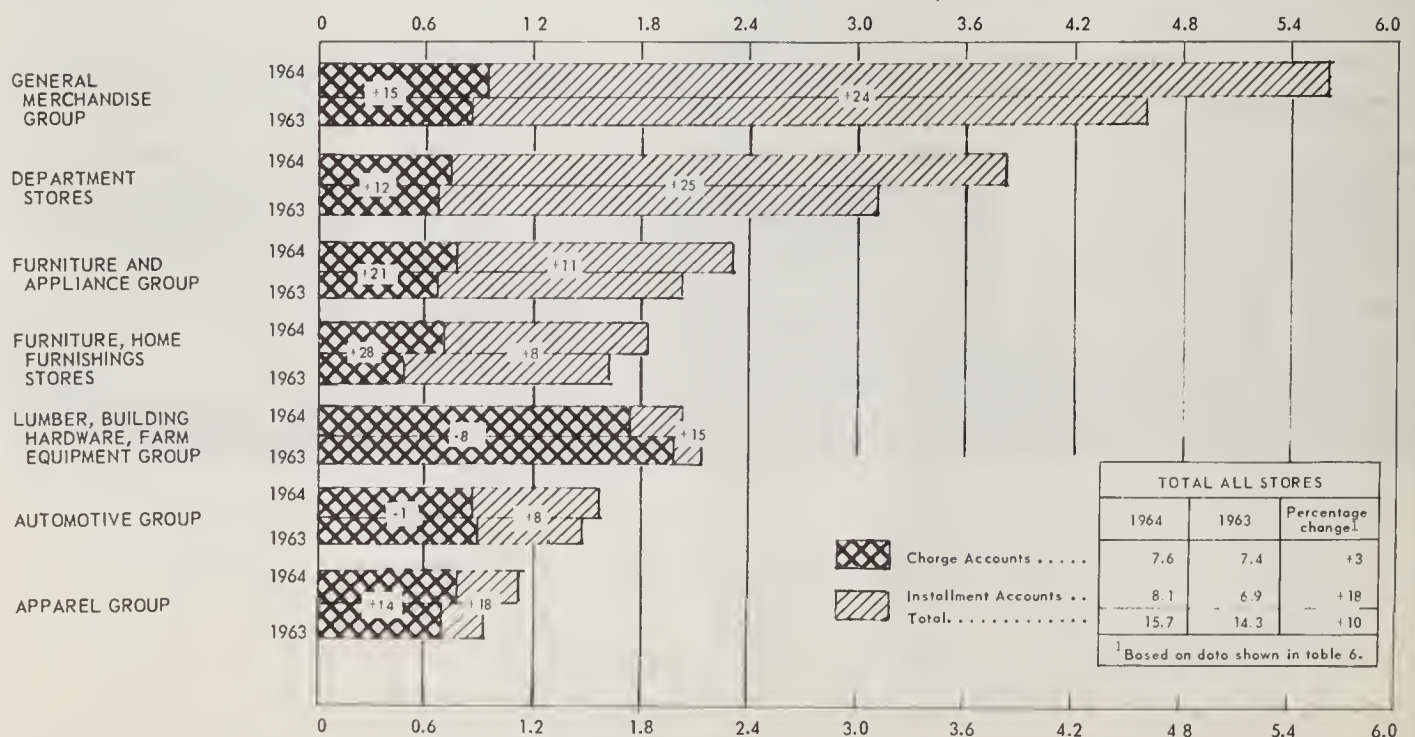 0 0.6 1 2 1.8 2.4 3.0 3.6 4.2 4.8 5.4 6.0
GENERAL
MERCHANDISE
GROUP
1964
1963
+15
+24
DEPARTMENT
STORES
1964
1963
+12
+25
FURNITURE AND
APPLIANCE GROUP
1964
1963
+21
+11
FURNITURE, HOME
FURNISHINGS
STORES
1964
1963
+28
+8
LUMBER, BUILDING
HARDWARE, FARM
EQUIPMENT GROUP
1964
1963
-8
+15
AUTOMOTIVE GROUP
1964
1963
-1
+8
APPAREL GROUP
1964
1963
+14
+18
Chorge Accounts .....
Installment Accounts ..
Total............
TOTAL ALL STORES
1964 1963 Percentage
change1
7.6 7.4 +3
8.1 6.9 +18
15.7 14.3 +10
1Based on doto shown in toble 6.
0 0.6 1.2 1.8 2.4 3.0 3.6 4.2 4 8 5.4 6.0